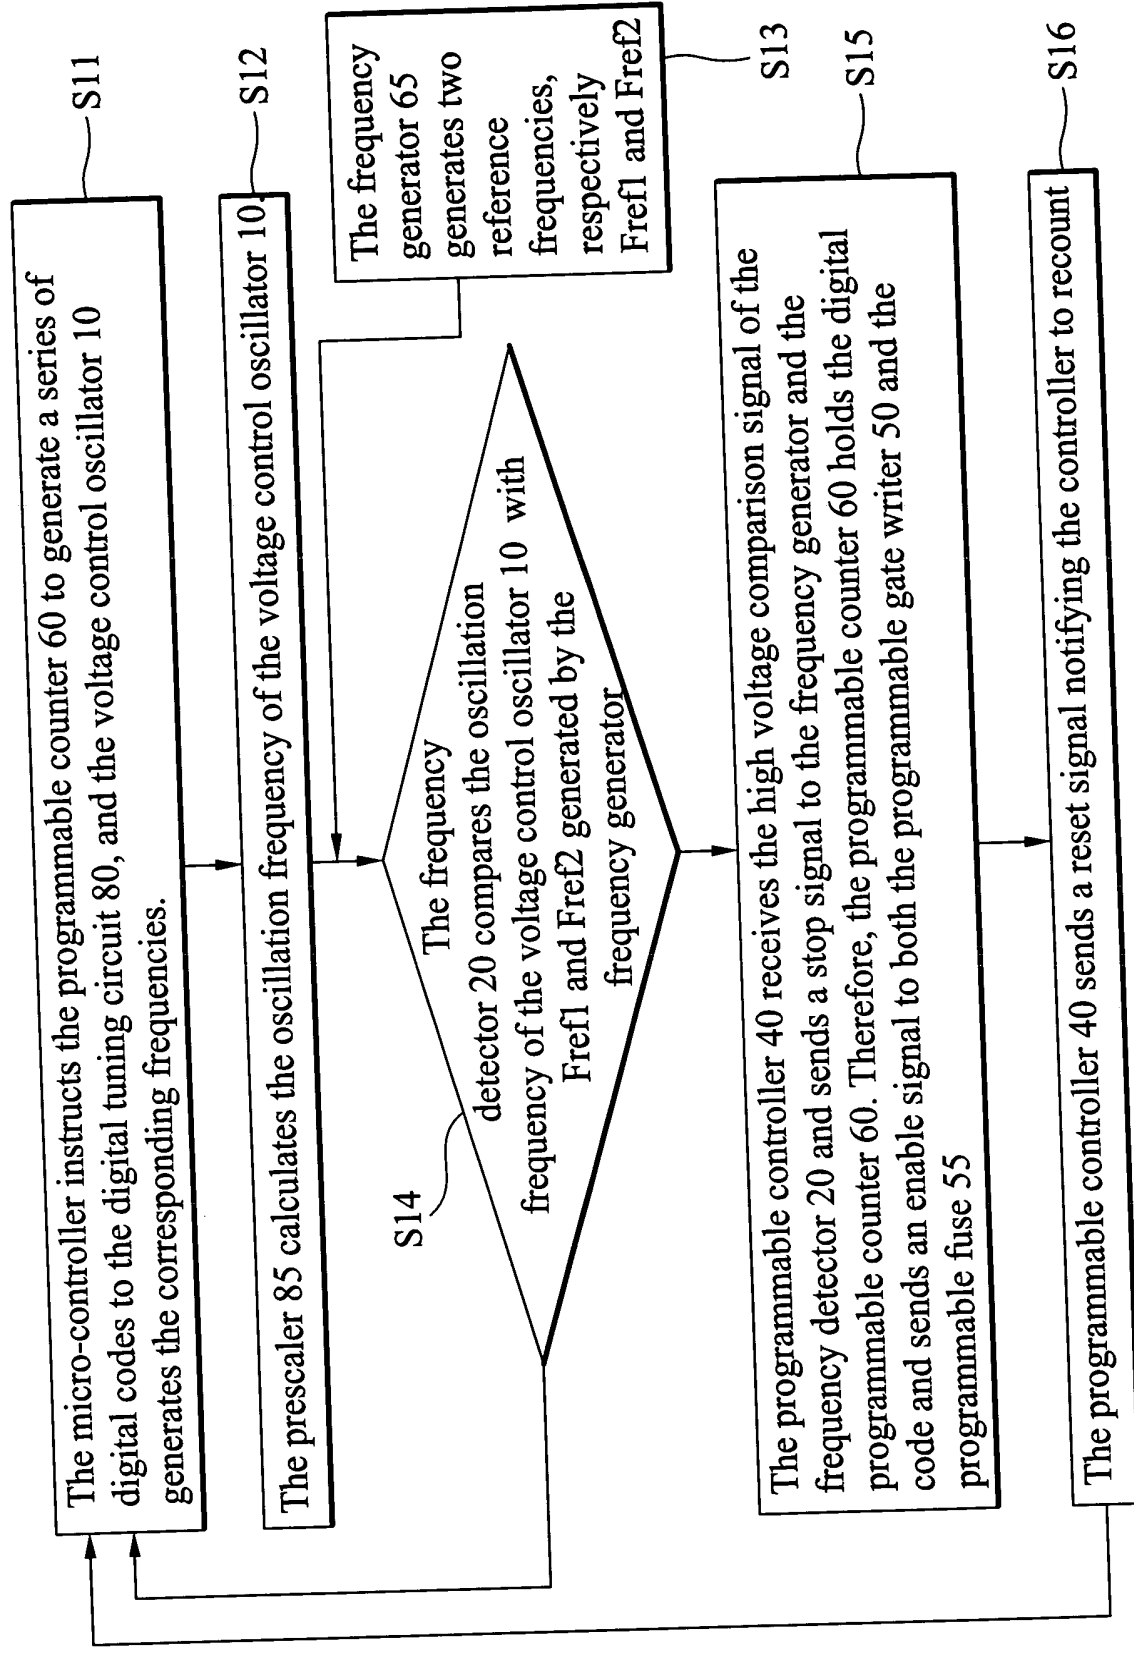 The micro-controller instructs the programmable counter 60 to generate a series of
digital codes to the digital tuning circuit 80, and the voltage control oscillator 10
generates the corresponding frequencies.
S11
The prescaler 85 calculates the oscillation frequency of the voltage control oscillator 10.
S12
The frequency
generator 65
generates two
reference
frequencies,
respectively
Fref1 and Fref2
S13
The frequency
detector 20 compares the oscillation
frequency of the voltage control oscillator 10 with
Fref1 and Fref2 generated by the
frequency generator
S14
The programmable controller 40 receives the high voltage comparison signal of the
frequency detector 20 and sends a stop signal to the frequency generator and the
programmable counter 60. Therefore, the programmable counter 60 holds the digital
code and sends an enable signal to both the programmable gate writer 50 and the
programmable fuse 55
S15
The programmable controller 40 sends a reset signal notifying the controller to recount
S16